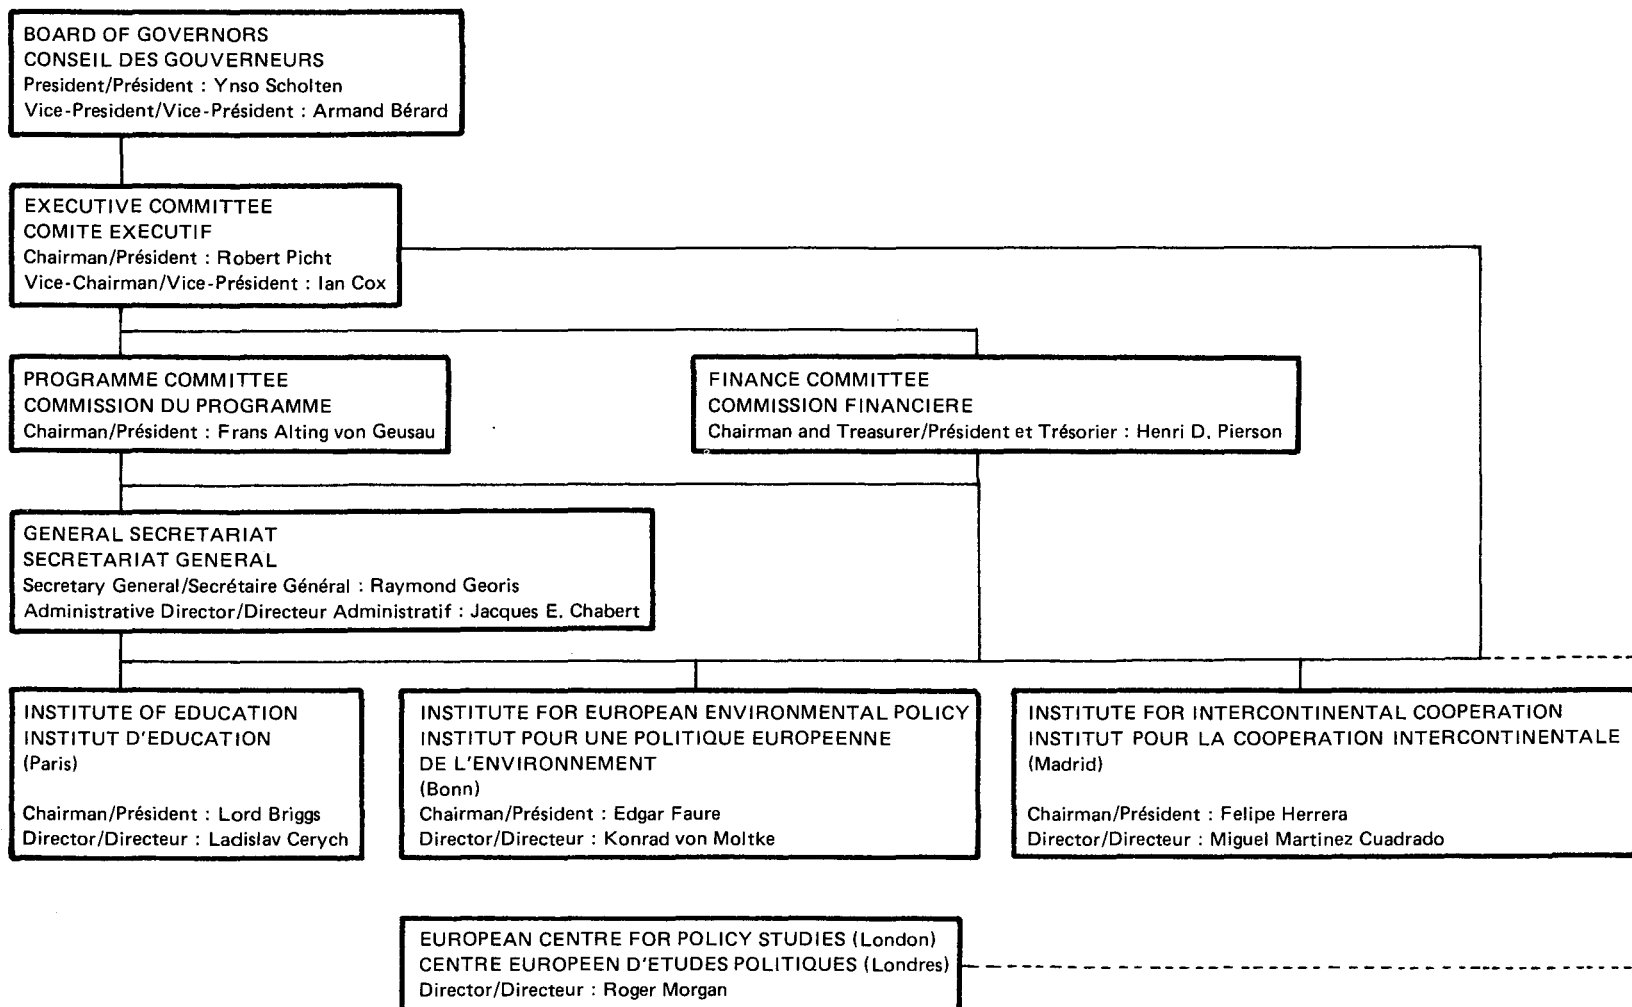 BOARD OF GOVERNORS
CONSEIL DES GOUVERNEURS
President/Président : Ynso Scholten
Vice-President/Vice-Président : Armand Bérard
EXECUTIVE COMMITTEE
COMITE EXECUTIF
Chairman/Président : Robert Picht
Vice-Chairman/Vice-Président : Ian Cox
PROGRAMME COMMITTEE
COMMISSION DU PROGRAMME
Chairman/Président : Frans Alting von Geusau
FINANCE COMMITTEE
COMMISSION FINANCIERE
Chairman and Treasurer/Président et Trésorier : Henri D. Pierson
GENERAL SECRETARIAT
SECRETARIAT GENERAL
Secretary General/Secrétaire Général : Raymond Georis
Administrative Director/Directeur Administratif : Jacques E. Chabert
INSTITUTE OF EDUCATION
INSTITUT D'EDUCATION
(Paris)
Chairman/Président : Lord Briggs
Director/Directeur : Ladislav Cerych
INSTITUTE FOR EUROPEAN ENVIRONMENTAL POLICY
INSTITUT POUR UNE POLITIQUE EUROPEENNE
DE L'ENVIRONNEMENT
(Bonn)
Chairman/Président : Edgar Faure
Director/Directeur : Konrad von Moltke
INSTITUTE FOR INTERCONTINENTAL COOPERATION
INSTITUT POUR LA COOPERATION INTERCONTINENTALE
(Madrid)
Chairman/Président : Felipe Herrera
Director/Directeur : Miguel Martinez Cuadrado
EUROPEAN CENTRE FOR POLICY STUDIES (London)
CENTRE EUROPEEN D'ETUDES POLITIQUES (Londres)
Director/Directeur : Roger Morgan